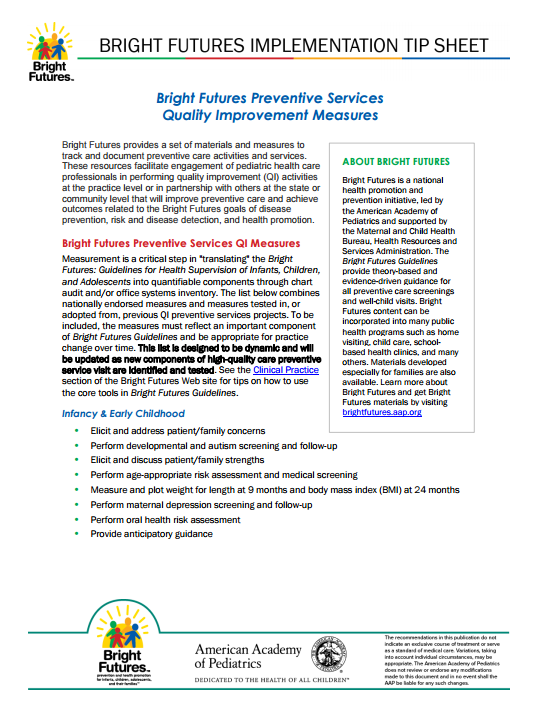 Bright
Futures™
BRIGHT FUTURES IMPLEMENTATION TIP SHEET
Bright Futures Preventive Services
Quality Improvement Measures
Bright Futures provides a set of materials and measures to
track and document preventive care activities and services.
These resources facilitate engagement of pediatric health care
professionals in performing quality improvement (QI) activities
at the practice level or in partnership with others at the state or
community level that will improve preventive care and achieve
outcomes related to the Bright Futures goals of disease
prevention, risk and disease detection, and health promotion.
Bright Futures Preventive Services QI Measures
Measurement is a critical step in "translating" the Bright
Futures: Guidelines for Health Supervision of Infants, Children,
and Adolescents into quantifiable components through chart
audit and/or office systems inventory. The list below combines
nationally endorsed measures and measures tested in, or
adopted from, previous QI preventive services projects. To be
included, the measures must reflect an important component
of Bright Futures Guidelines and be appropriate for practice
change over time. This list is designed to be dynamic and will
be updated as new components of high-quality care preventive
service visit are identified and tested. See the Clinical Practice
section of the Bright Futures Web site for tips on how to use
the core tools in Bright Futures Guidelines.
ABOUT BRIGHT FUTURES
Bright Futures is a national
health promotion and
prevention initiative, led by
the American Academy of
Pediatrics and supported by
the Maternal and Child Health
Bureau, Health Resources and
Services Administration. The
Bright Futures Guidelines
provide theory-based and
evidence-driven guidance for
all preventive care screenings
and well-child visits. Bright
Futures content can be
incorporated into many public
health programs such as home
visiting, child care, school-
based health clinics, and many
others. Materials developed
especially for families are also
available. Learn more about
Bright Futures and get Bright
Futures materials by visiting
brightfutures.aap.org
Infancy & Early Childhood
• Elicit and address patient/family concerns
• Perform developmental and autism screening and follow-up
• Elicit and discuss patient/family strengths
• Perform age-appropriate risk assessment and medical screening
• Measure and plot weight for length at 9 months and body mass index (BMI) at 24 months
• Perform maternal depression screening and follow-up
• Perform oral health risk assessment
• Provide anticipatory guidance
Bright
Futures™
prevention and health promotion
for infants, children, adolescents,
and their families™
American Academy
of Pediatrics
DEDICATED TO THE HEALTH OF ALL CHILDREN™
The recommendations in this publication do not
indicate an exclusive course of treatment or serve
as a standard of medical care. Variations, taking
into account individual circumstances, may be
appropriate. The American Academy of Pediatrics
does not review or endorse any modifications
made to this document and in no event shall the
AAP be liable for any such changes.